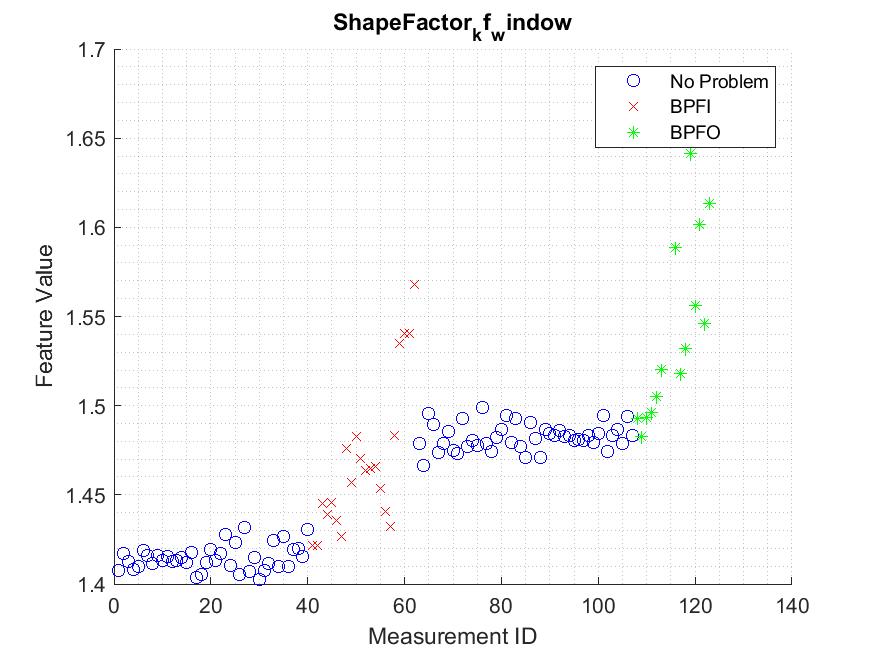 ShapeFactor_kf_window
No Problem
BPFI
BPFO
Feature Value
1.7
1.65
1.6
1.55
1.5
1.45
1.4
0 20 40 60 80 100 120 140
Measurement ID